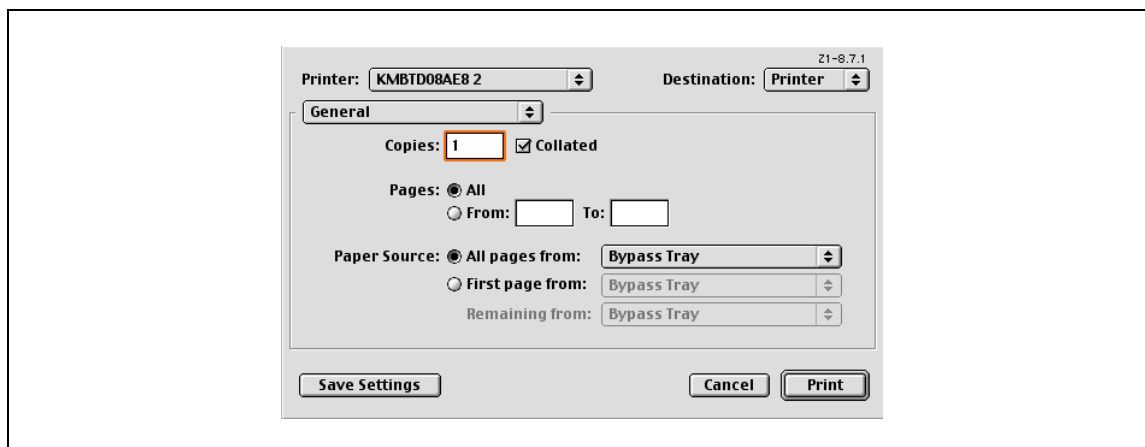 Z1-8.7.1
Printer: KMBTD08AE8 2 Destination: Printer
General
Copies: 1 Collated
Pages: All
From: To:
Paper Source: All pages from: Bypass Tray
First page from: Bypass Tray
Remaining from: Bypass Tray
Save Settings Cancel Print